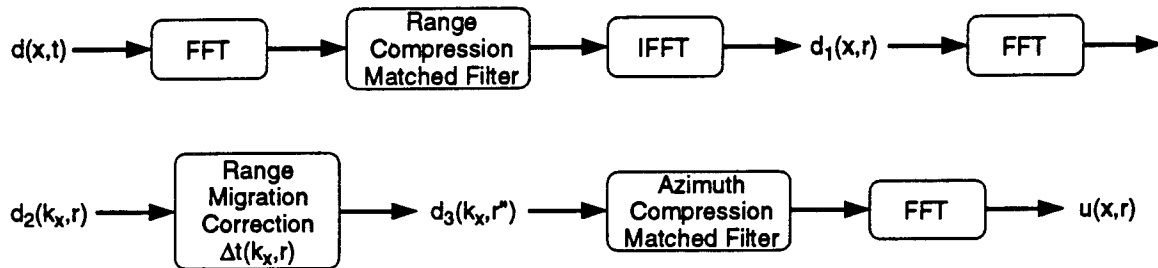 d(x,t) FFT Range Compression Matched Filter IFFT d₁(x,r) FFT
d₂(kₓ,r) Range Migration Correction Δt(kₓ,r) d₃(kₓ,r") Azimuth Compression Matched Filter FFT u(x,r)